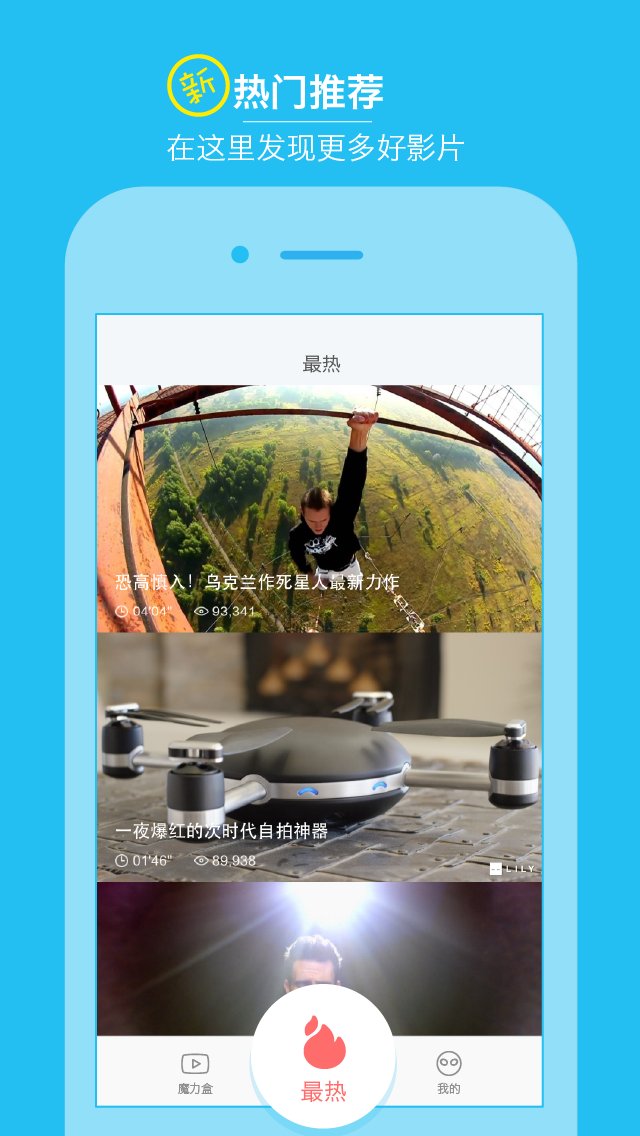 新 热门推荐
在这里发现更多好影片
最热
恐高慎入！乌克兰作死星人最新力作
04'04" 93,341
一夜爆红的次时代自拍神器
01'46" 89,938
LILY
魔力盒
最热
我的